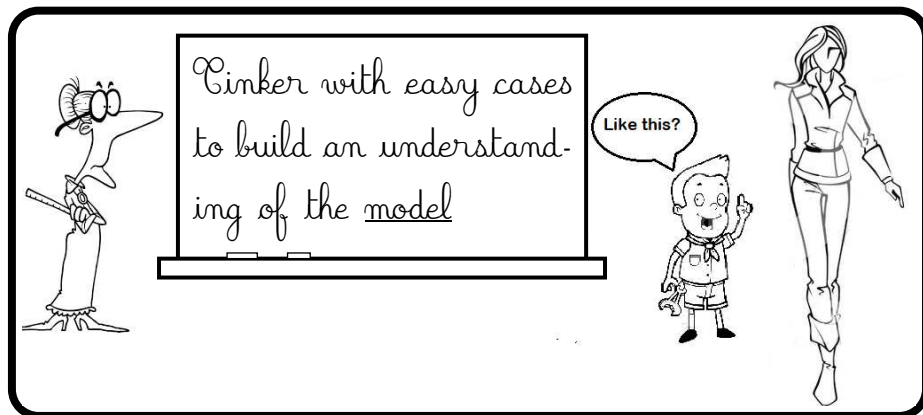 Tinker with easy cases
to build an understand-
ing of the model
Like this?